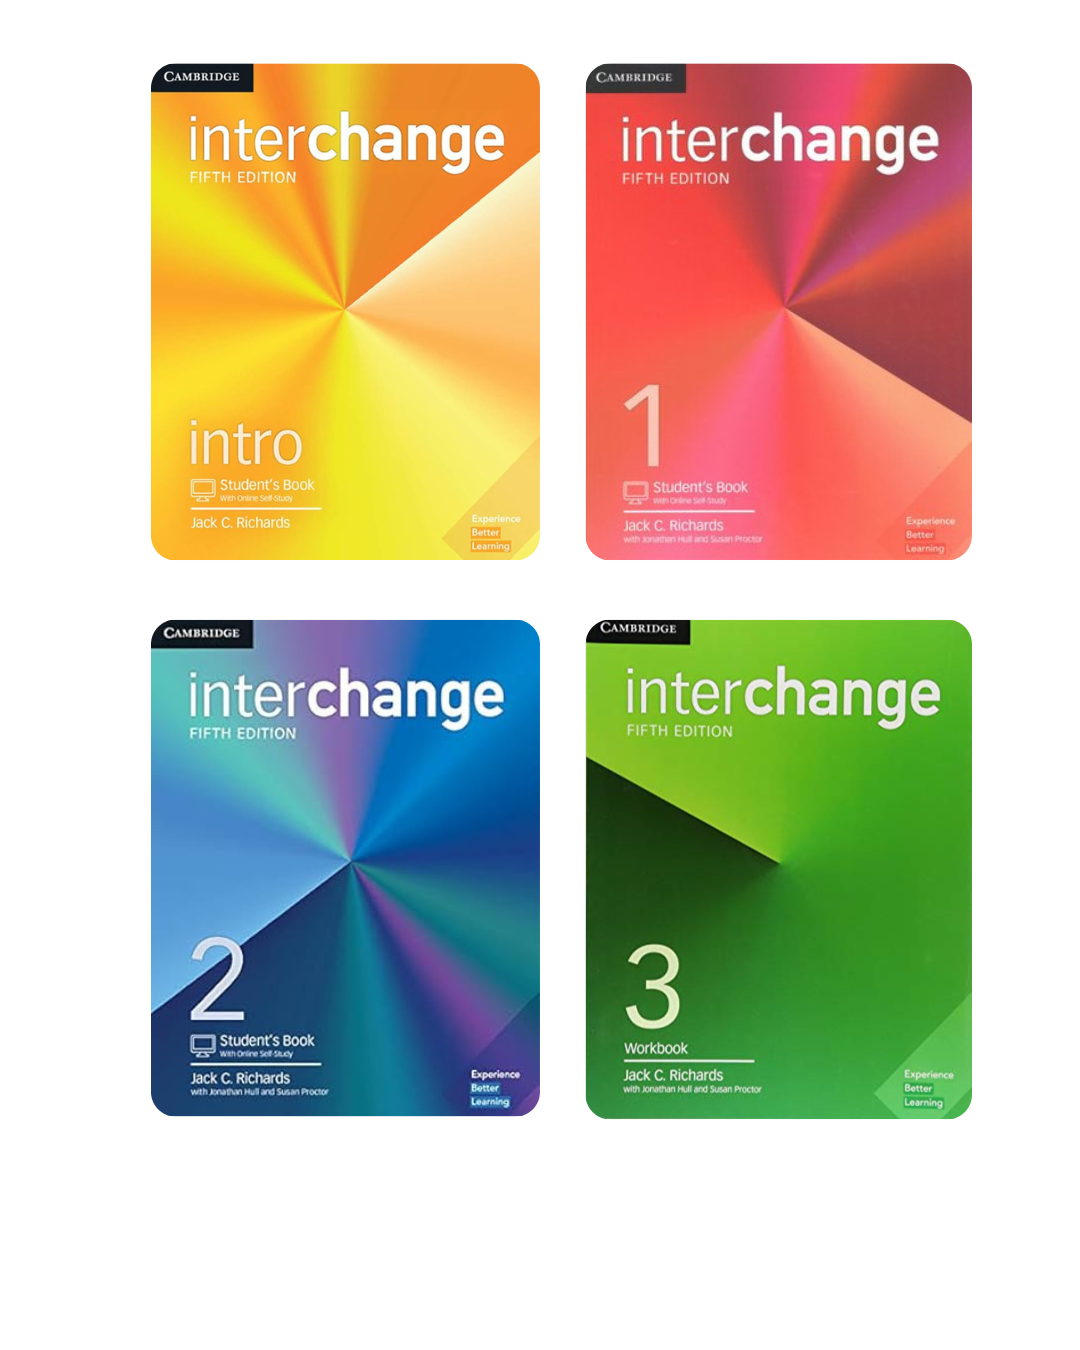 CAMBRIDGE
interchange
FIFTH EDITION
intro
Student's Book
With Online Self-Study
Jack C. Richards
Experience
Better
Learning
CAMBRIDGE
interchange
FIFTH EDITION
1
Student's Book
With Online Self-Study
Jack C. Richards
with Jonathan Hull and Susan Proctor
Experience
Better
Learning
CAMBRIDGE
interchange
FIFTH EDITION
2
Student's Book
With Online Self-Study
Jack C. Richards
with Jonathan Hull and Susan Proctor
Experience
Better
Learning
CAMBRIDGE
interchange
FIFTH EDITION
3
Workbook
Jack C. Richards
with Jonathan Hull and Susan Proctor
Experience
Better
Learning